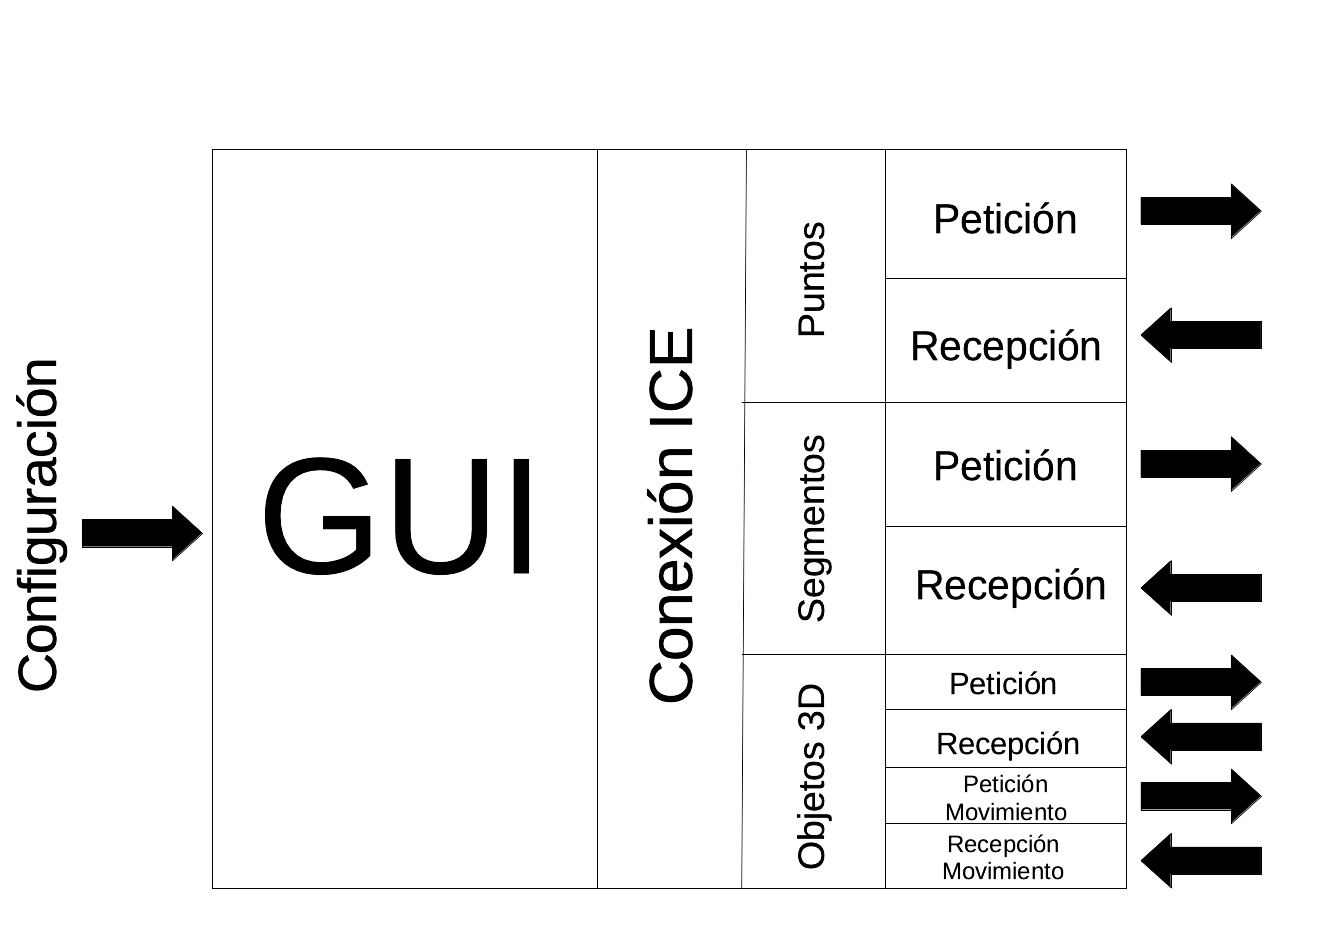 Configuración
GUI
Conexión ICE
Puntos
Petición
Recepción
Segmentos
Petición
Recepción
Objetos 3D
Petición
Recepción
Petición
Movimiento
Recepción
Movimiento